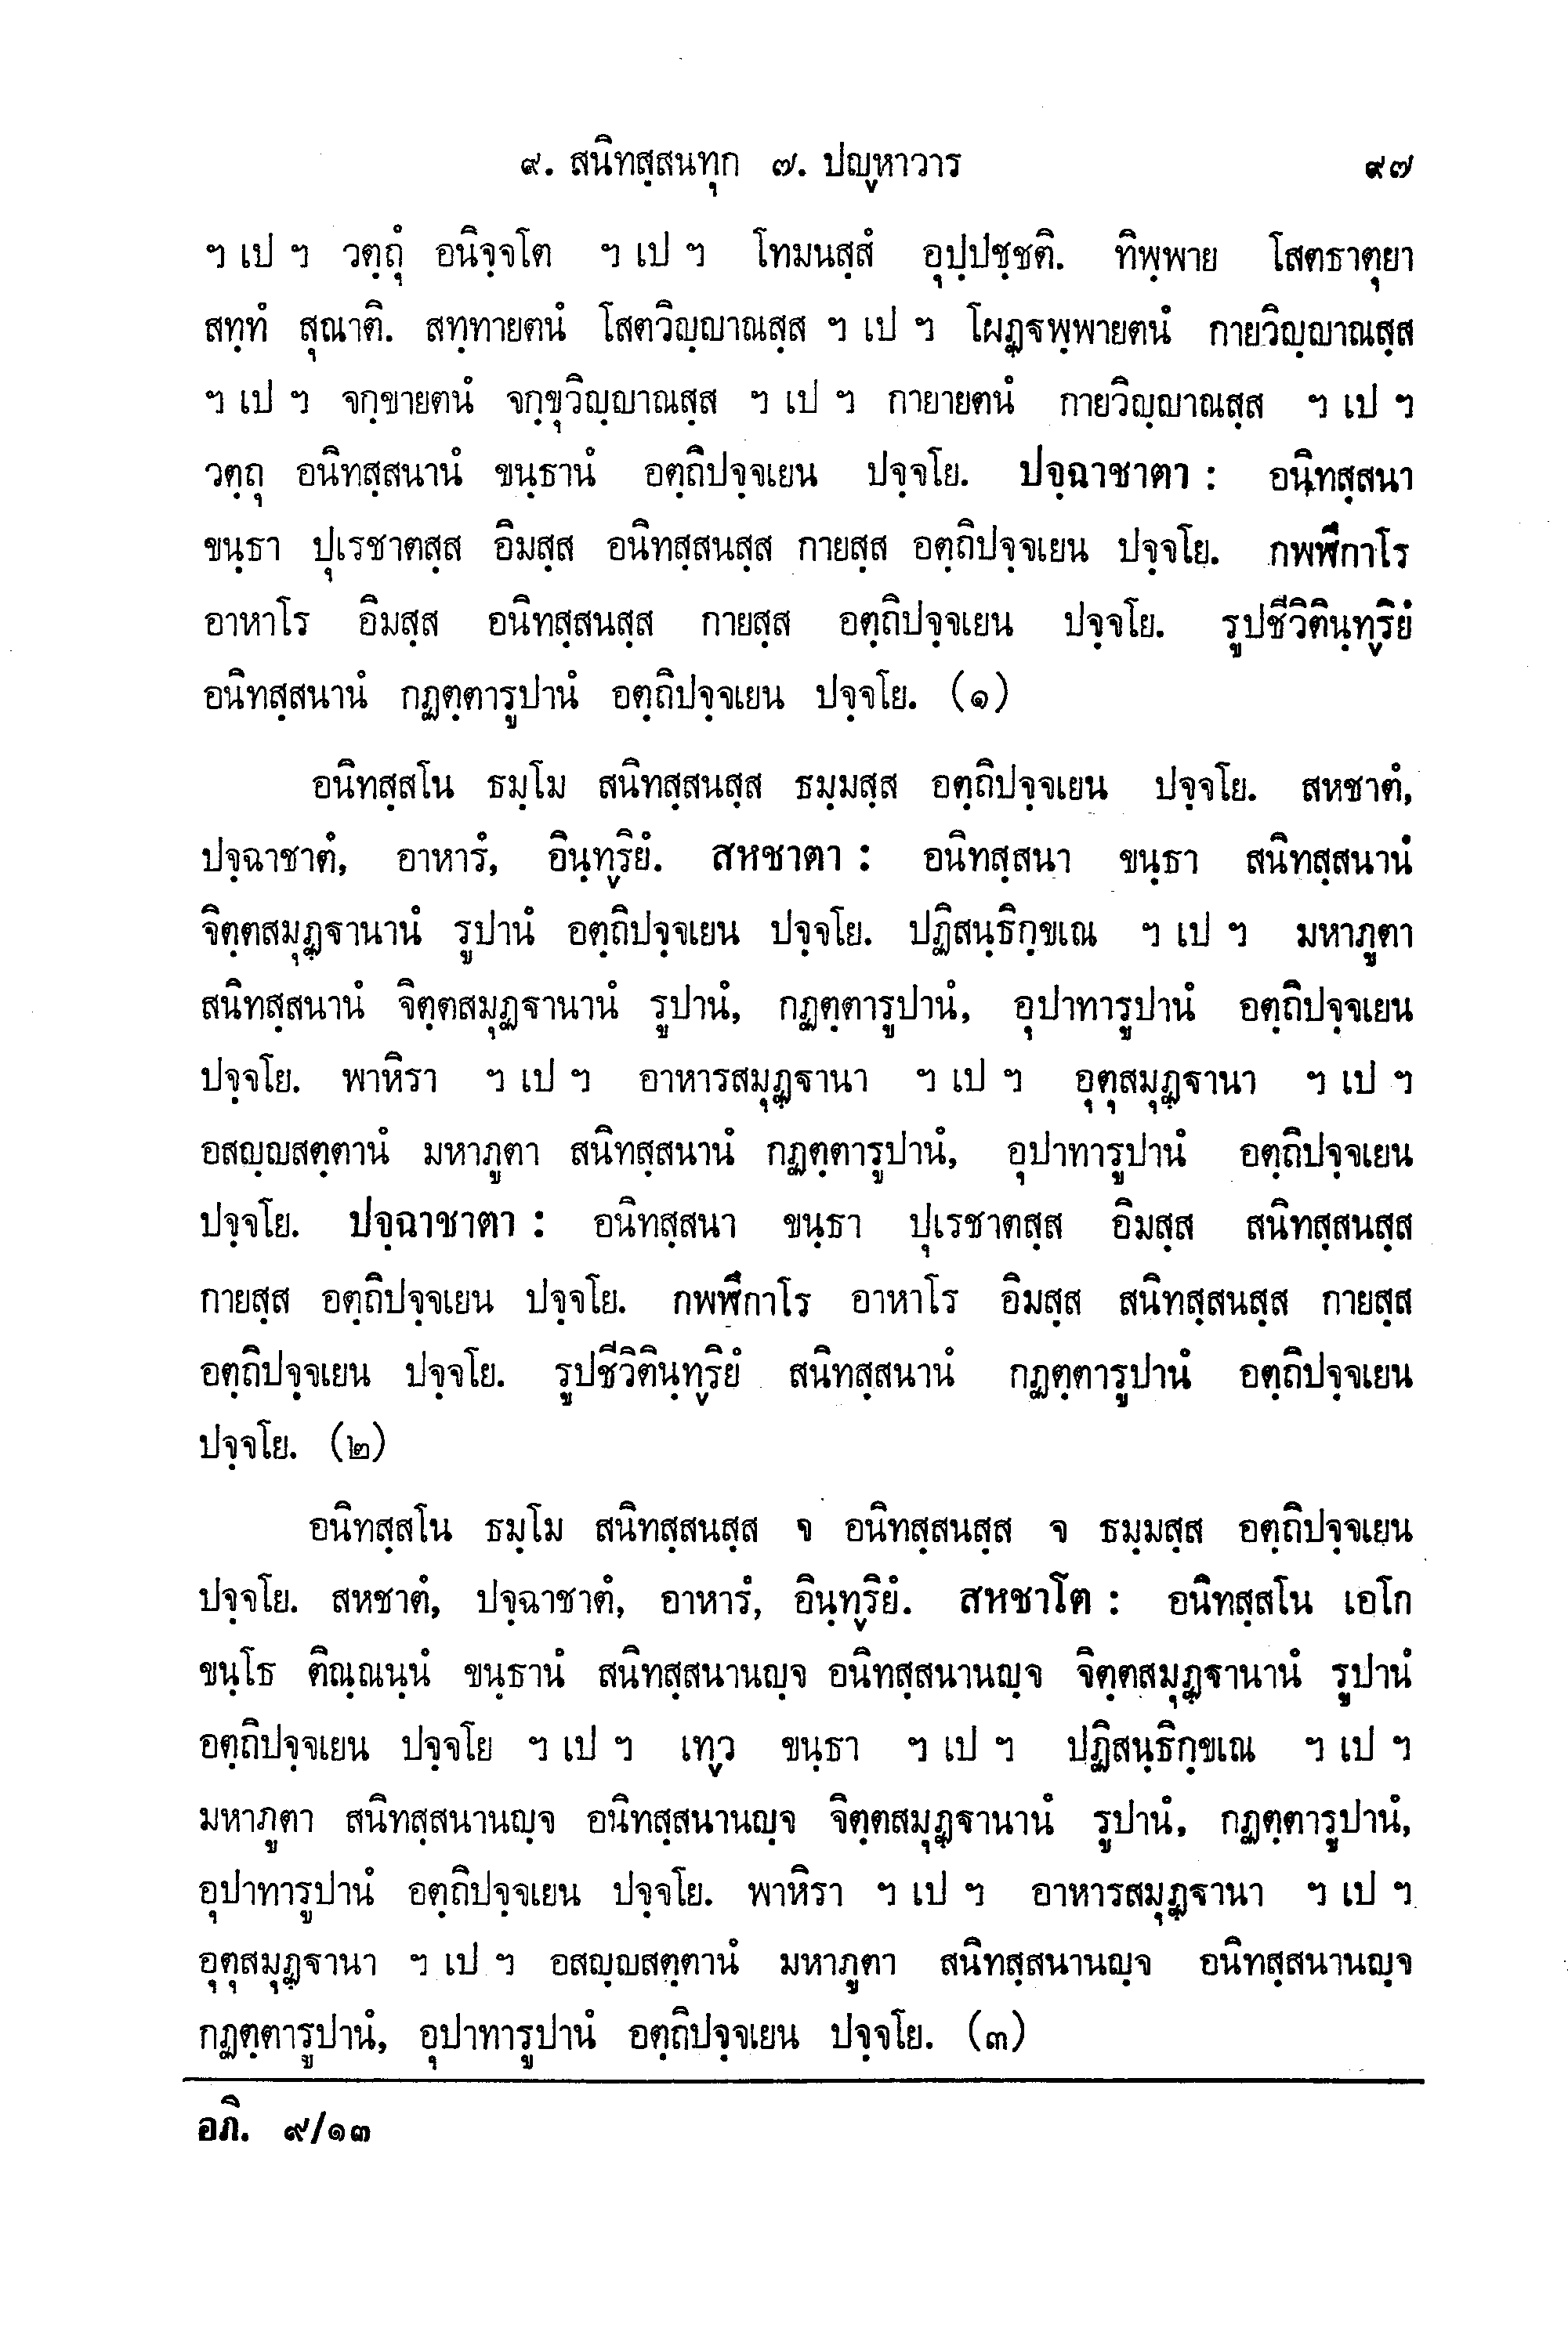 ๙. สนิทสฺสนทุก ๗. ปญฺหาวาร ๙๗
ฯ เป ฯ วตฺถุํ อนิจฺจโต ฯ เป ฯ โทมนสฺสํ อุปฺปชฺชติ. ทิพฺพาย โสตธาตุยา
สทฺทํ สุณาติ. สทฺทายตนํ โสตวิญฺญาณสฺส ฯ เป ฯ โผฏฺฐพฺพายตนํ กายวิญฺญาณสฺส
ฯ เป ฯ จกฺขายตนํ จกฺขุวิญฺญาณสฺส ฯ เป ฯ กายายตนํ กายวิญฺญาณสฺส ฯ เป ฯ
วตฺถุ อนิทสฺสนานํ ขนฺธานํ อตฺถิปจฺจเยน ปจฺจโย. ปจฺฉาชาตา : อนิทสฺสนา
ขนฺธา ปุเรชาตสฺส อิมสฺส อนิทสฺสนสฺส กายสฺส อตฺถิปจฺจเยน ปจฺจโย. กพฬีกาโร
อาหาโร อิมสฺส อนิทสฺสนสฺส กายสฺส อตฺถิปจฺจเยน ปจฺจโย. รูปชีวิตินฺทฺริยํ
อนิทสฺสนานํ กฏตฺตารูปานํ อตฺถิปจฺจเยน ปจฺจโย. (๑)
อนิทสฺสโน ธมฺโม สนิทสฺสนสฺส ธมฺมสฺส อตฺถิปจฺจเยน ปจฺจโย. สหชาตํ,
ปจฺฉาชาตํ, อาหารํ, อินฺทฺริยํ. สหชาตา : อนิทสฺสนา ขนฺธา สนิทสฺสนานํ
จิตฺตสมุฏฺฐานานํ รูปานํ อตฺถิปจฺจเยน ปจฺจโย. ปฏิสนฺธิกฺขเณ ฯ เป ฯ มหาภูตา
สนิทสฺสนานํ จิตฺตสมุฏฺฐานานํ รูปานํ, กฏตฺตารูปานํ, อุปาทารูปานํ อตฺถิปจฺจเยน
ปจฺจโย. พาหิรา ฯ เป ฯ อาหารสมุฏฺฐานา ฯ เป ฯ อุตุสมุฏฺฐานา ฯ เป ฯ
อสญฺญสตฺตานํ มหาภูตา สนิทสฺสนานํ กฏตฺตารูปานํ, อุปาทารูปานํ อตฺถิปจฺจเยน
ปจฺจโย. ปจฺฉาชาตา : อนิทสฺสนา ขนฺธา ปุเรชาตสฺส อิมสฺส สนิทสฺสนสฺส
กายสฺส อตฺถิปจฺจเยน ปจฺจโย. กพฬีกาโร อาหาโร อิมสฺส สนิทสฺสนสฺส กายสฺส
อตฺถิปจฺจเยน ปจฺจโย. รูปชีวิตินฺทฺริยํ สนิทสฺสนานํ กฏตฺตารูปานํ อตฺถิปจฺจเยน
ปจฺจโย. (๒)
อนิทสฺสโน ธมฺโม สนิทสฺสนสฺส จ อนิทสฺสนสฺส จ ธมฺมสฺส อตฺถิปจฺจเยน
ปจฺจโย. สหชาตํ, ปจฺฉาชาตํ, อาหารํ, อินฺทฺริยํ. สหชาโต : อนิทสฺสโน เอโก
ขนฺโธ ติณฺณนฺนํ ขนฺธานํ สนิทสฺสนานญฺจ อนิทสฺสนานญฺจ จิตฺตสมุฏฺฐานานํ รูปานํ
อตฺถิปจฺจเยน ปจฺจโย ฯ เป ฯ เทฺว ขนฺธา ฯ เป ฯ ปฏิสนฺธิกฺขเณ ฯ เป ฯ
มหาภูตา สนิทสฺสนานญฺจ อนิทสฺสนานญฺจ จิตฺตสมุฏฺฐานานํ รูปานํ, กฏตฺตารูปานํ,
อุปาทารูปานํ อตฺถิปจฺจเยน ปจฺจโย. พาหิรา ฯ เป ฯ อาหารสมุฏฺฐานา ฯ เป ฯ
อุตุสมุฏฺฐานา ฯ เป ฯ อสญฺญสตฺตานํ มหาภูตา สนิทสฺสนานญฺจ อนิทสฺสนานญฺจ
กฏตฺตารูปานํ, อุปาทารูปานํ อตฺถิปจฺจเยน ปจฺจโย. (๓)
อภิ. ๙/๑๓